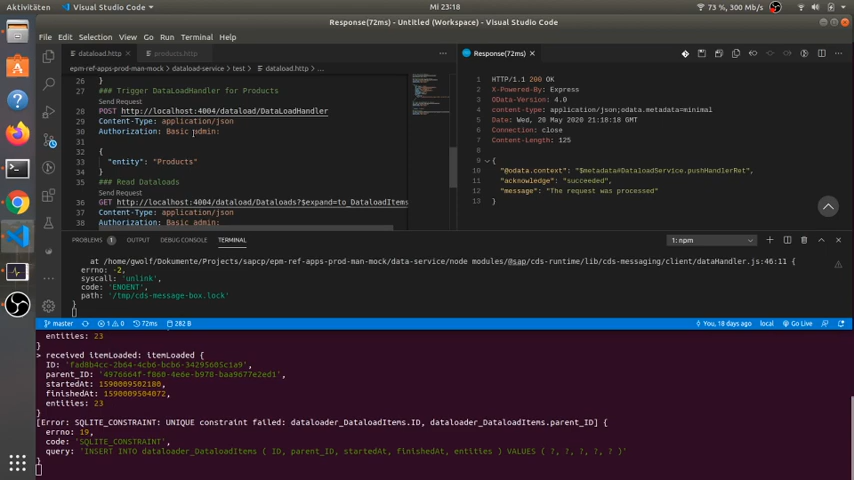 Aktivitäten
Visual Studio Code
Mi 23:18
73 %, 300 Mb/s
Response(72ms) - Untitled (Workspace) - Visual Studio Code
File Edit Selection View Go Run Terminal Help
dataload.http
products.http
epm-ref-apps-prod-man-mock > dataload-service > test > dataload.http > ...
26 }
27 ### Trigger DataLoadHandler for Products
Send Request
28 POST http://localhost:4004/dataload/DataLoadHandler
29 Content-Type: application/json
30 Authorization: Basic admin:
31
32 {
33 "entity": "Products"
34 }
35 ### Read Dataloads
Send Request
36 GET http://localhost:4004/dataload/Dataloads?$expand=to_DataloadItems
37 Content-Type: application/json
38 Authorization: Basic admin:
Response(72ms)
1 HTTP/1.1 200 OK
2 X-Powered-By: Express
3 OData-Version: 4.0
4 content-type: application/json;odata.metadata=minimal
5 Date: Wed, 20 May 2020 21:18:18 GMT
6 Connection: close
7 Content-Length: 125
8
9 {
10 "@odata.context": "$metadata#DataloadService.pushHandlerRet",
11 "acknowledge": "succeeded",
12 "message": "The request was processed"
13 }
PROBLEMS 1 OUTPUT DEBUG CONSOLE TERMINAL
1: npm
at /home/gwolf/Dokumente/Projects/sapcp/epm-ref-apps-prod-man-mock/data-service/node modules/@sap/cds-runtime/lib/cds-messaging/client/dataHandler.js:46:11) {
errno: -2,
syscall: 'unlink',
code: 'ENOENT',
path: '/tmp/cds-message-box.lock'
}
master 1 0 72ms 282 B
You, 18 days ago local Go Live
entities: 23
}
> received itemLoaded: itemLoaded {
ID: 'fad8b4cc-2b64-4cb6-bcb6-34295605c1a9',
parent_ID: '4976664f-f860-4e6e-b978-baa9677e2ed1',
startedAt: 1590009502180,
finishedAt: 1590009504072,
entities: 23
}
[Error: SQLITE_CONSTRAINT: UNIQUE constraint failed: dataloader_DataloadItems.ID, dataloader_DataloadItems.parent_ID] {
errno: 19,
code: 'SQLITE_CONSTRAINT',
query: 'INSERT INTO dataloader_DataloadItems ( ID, parent_ID, startedAt, finishedAt, entities ) VALUES ( ?, ?, ?, ?, ? )'
}